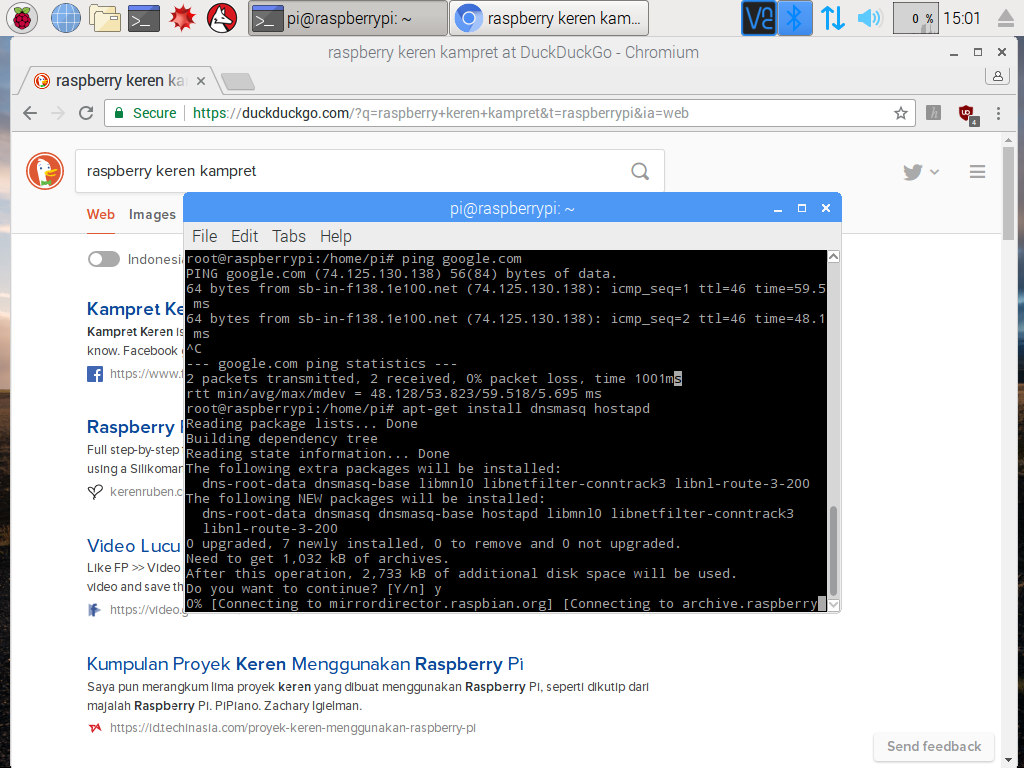 pi@raspberrypi: ~
raspberry keren kam...
0 %
15:01
raspberry keren kampret at DuckDuckGo - Chromium
raspberry keren ka
Secure
https://duckduckgo.com/?q=raspberry+keren+kampret&t=raspberrypi&ia=web
4
raspberry keren kampret
Web Images
pi@raspberrypi: ~
File Edit Tabs Help
root@raspberrypi:/home/pi# ping google.com
PING google.com (74.125.130.138) 56(84) bytes of data.
64 bytes from sb-in-f138.1e100.net (74.125.130.138): icmp_seq=1 ttl=46 time=59.5
ms
64 bytes from sb-in-f138.1e100.net (74.125.130.138): icmp_seq=2 ttl=46 time=48.1
ms
^C
--- google.com ping statistics ---
2 packets transmitted, 2 received, 0% packet loss, time 1001ms
rtt min/avg/max/mdev = 48.128/53.823/59.518/5.695 ms
root@raspberrypi:/home/pi# apt-get install dnsmasq hostapd
Reading package lists... Done
Building dependency tree
Reading state information... Done
The following extra packages will be installed:
dns-root-data dnsmasq-base libmnl0 libnetfilter-conntrack3 libnl-route-3-200
The following NEW packages will be installed:
dns-root-data dnsmasq dnsmasq-base hostapd libmnl0 libnetfilter-conntrack3
libnl-route-3-200
0 upgraded, 7 newly installed, 0 to remove and 0 not upgraded.
Need to get 1,032 kB of archives.
After this operation, 2,733 kB of additional disk space will be used.
Do you want to continue? [Y/n] y
0% [Connecting to mirrordirector.raspbian.org] [Connecting to archive.raspberry
Indonesi
Kampret Ke
Kampret Keren is
know. Facebook
https://www.f
Raspberry
Full step-by-step
using a Silikomar
kerenruben.c
Video Lucu
Like FP >> Video
video and save th
https://video.
Kumpulan Proyek Keren Menggunakan Raspberry Pi
Saya pun merangkum lima proyek keren yang dibuat menggunakan Raspberry Pi, seperti dikutip dari
majalah Raspberry Pi. PiPiano. Zachary Igielman.
https://id.techinasia.com/proyek-keren-menggunakan-raspberry-pi
Send feedback